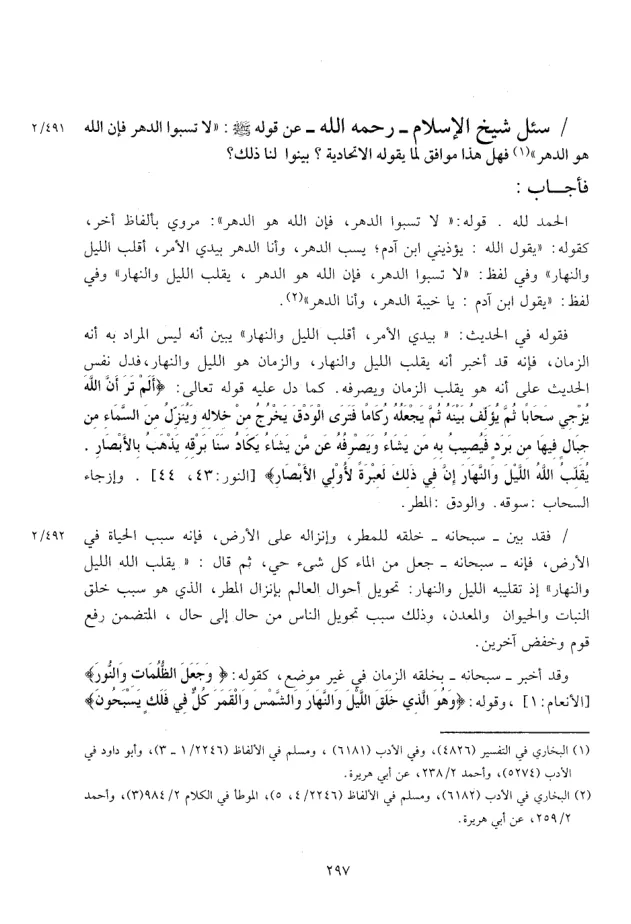 / سئل شيخ الإسلام ـ رحمه الله ـ عن قوله ﷺ : «لا تسبوا الدهر فإن الله ٢/٤٩١
هو الدهر»(١) فهل هذا موافق لما يقوله الاتحادية ؟ بينوا لنا ذلك؟
فأجـاب :
الحمد لله . قوله:« لا تسبوا الدهر، فإن الله هو الدهر»: مروي بألفاظ أخر،
كقوله: «يقول الله : يؤذيني ابن آدم؛ يسب الدهر، وأنا الدهر بيدي الأمر، أقلب الليل
والنهار» وفي لفظ: «لا تسبوا الدهر، فإن الله هو الدهر ، يقلب الليل والنهار» وفي
لفظ: «يقول ابن آدم : يا خيبة الدهر، وأنا الدهر»(٢).
فقوله في الحديث: « بيدي الأمر، أقلب الليل والنهار» يبين أنه ليس المراد به أنه
الزمان، فإنه قد أخبر أنه يقلب الليل والنهار، والزمان هو الليل والنهار،فدل نفس
الحديث على أنه هو يقلب الزمان ويصرفه. كما دل عليه قوله تعالى: ﴿أَلَمْ تَرَ أَنَّ اللَّهَ
يُزْجِي سَحَابًا ثُمَّ يُؤَلِّفُ بَيْنَهُ ثُمَّ يَجْعَلُهُ رُكَامًا فَتَرَى الْوَدْقَ يَخْرُجُ مِنْ خِلالِهِ وَيُنَزِّلُ مِنَ السَّمَاءِ مِن
جِبَالٍ فِيهَا مِن بَرَدٍ فَيُصِيبُ بِهِ مَن يَشَاءُ وَيَصْرِفُهُ عَن مَّن يَشَاءُ يَكَادُ سَنَا بَرْقِهِ يَذْهَبُ بِالأَبْصَارِ .
يُقَلِّبُ اللَّهُ اللَّيْلَ وَالنَّهَارَ إِنَّ فِي ذَلِكَ لَعِبْرَةً لأُوْلِي الأَبْصَارِ﴾ [النور:٤٣، ٤٤] . وإزجاء
السحاب :سوقه. والودق :المطر.
/ فقد بين ـ سبحانه ـ خلقه للمطر، وإنزاله على الأرض، فإنه سبب الحياة في ٢/٤٩٢
الأرض، فإنه ـ سبحانه ـ جعل من الماء كل شىء حي، ثم قال : « يقلب الله الليل
والنهار» إذ تقليبه الليل والنهار: تحويل أحوال العالم بإنزال المطر، الذي هو سبب خلق
النبات والحيوان والمعدن، وذلك سبب تحويل الناس من حال إلى حال ، المتضمن رفع
قوم وخفض آخرين.
وقد أخبر ـ سبحانه ـ بخلقه الزمان في غير موضع، كقوله:﴿ وَجَعَلَ الظُّلُمَاتِ وَالنُّورَ﴾
[الأنعام:١] ، وقوله: ﴿وَهُوَ الَّذِي خَلَقَ اللَّيْلَ وَالنَّهَارَ وَالشَّمْسَ وَالْقَمَرَ كُلٌّ فِي فَلَكٍ يَسْبَحُونَ﴾
(١) البخاري في التفسير (٤٨٢٦)، وفي الأدب (٦١٨١) ، ومسلم في الألفاظ (١/٢٢٤٦ ـ ٣)، وأبو داود في
الأدب (٥٢٧٤)، وأحمد ٢٣٨/٢، عن أبي هريرة.
(٢) البخاري في الأدب (٦١٨٢)، ومسلم في الألفاظ (٤/٢٢٤٦، ٥)، الموطأ في الكلام ٩٨٤/٢(٣)، وأحمد
٢٥٩/٢، عن أبي هريرة.
٢٩٧